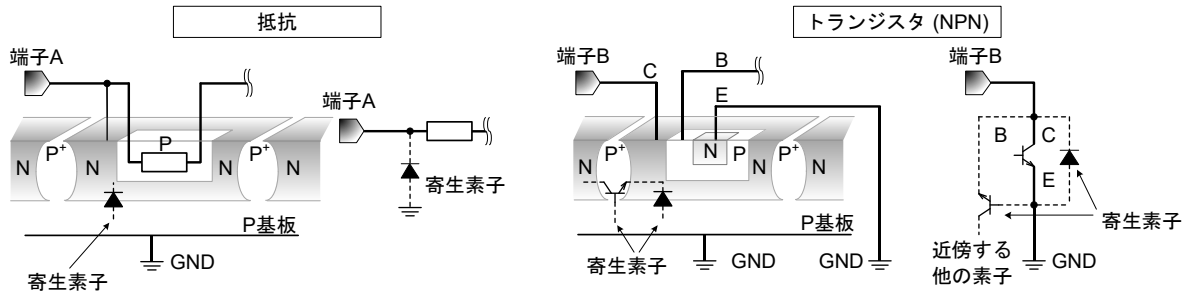 抵抗
端子A
P
N
P+
N
P+
N
P基板
寄生素子
GND
端子A
寄生素子
トランジスタ (NPN)
端子B
C
B
E
N
P+
N
N
P
P+
N
P基板
寄生素子
GND
GND
端子B
B
C
E
寄生素子
近傍する
他の素子
GND